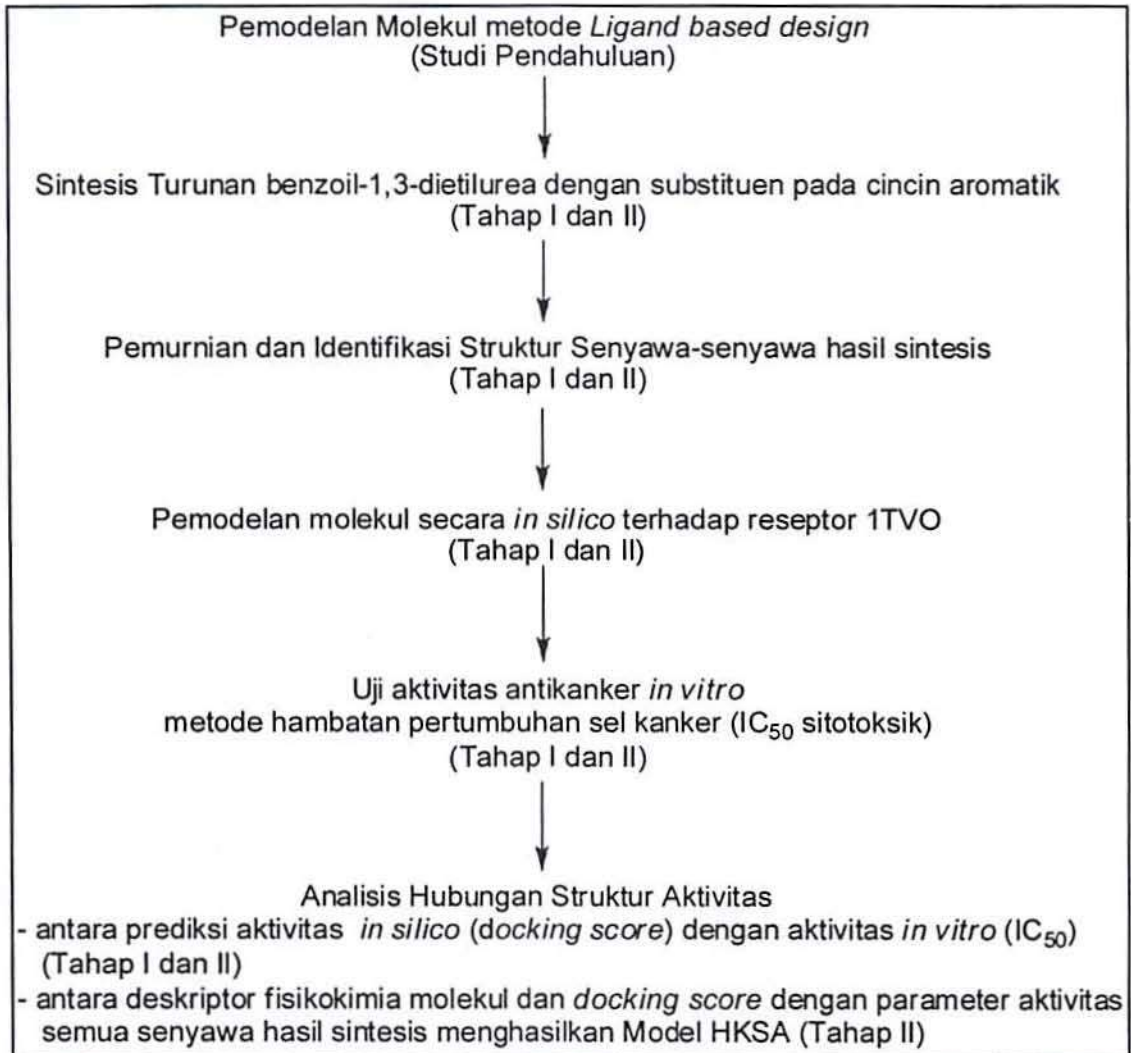 Pemodelan Molekul metode Ligand based design
(Studi Pendahuluan)
Sintesis Turunan benzoil-1,3-dietilurea dengan substituen pada cincin aromatik
(Tahap I dan II)
Pemurnian dan Identifikasi Struktur Senyawa-senyawa hasil sintesis
(Tahap I dan II)
Pemodelan molekul secara in silico terhadap reseptor 1TVO
(Tahap I dan II)
Uji aktivitas antikanker in vitro
metode hambatan pertumbuhan sel kanker (IC₅₀ sitotoksik)
(Tahap I dan II)
Analisis Hubungan Struktur Aktivitas
- antara prediksi aktivitas in silico (docking score) dengan aktivitas in vitro (IC₅₀)
(Tahap I dan II)
- antara deskriptor fisikokimia molekul dan docking score dengan parameter aktivitas
semua senyawa hasil sintesis menghasilkan Model HKSA (Tahap II)